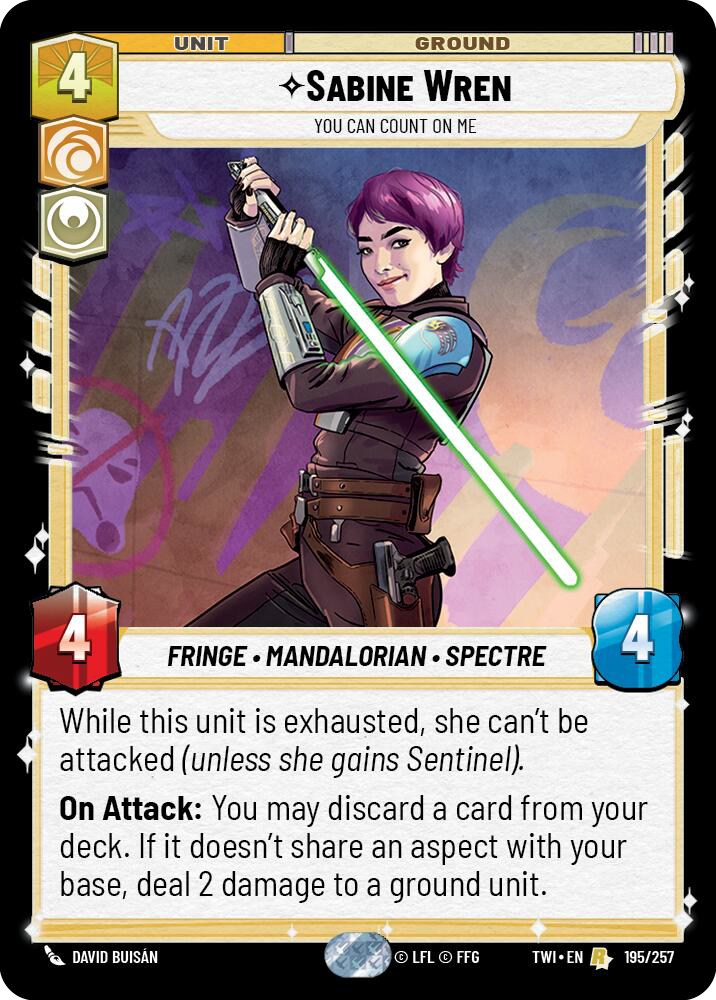 UNIT
GROUND
4
SABINE WREN
YOU CAN COUNT ON ME
4
FRINGE • MANDALORIAN • SPECTRE
4
While this unit is exhausted, she can't be
attacked (unless she gains Sentinel).
On Attack: You may discard a card from your
deck. If it doesn't share an aspect with your
base, deal 2 damage to a ground unit.
DAVID BUISÁN
© LFL © FFG
TWI • EN
R
195/257